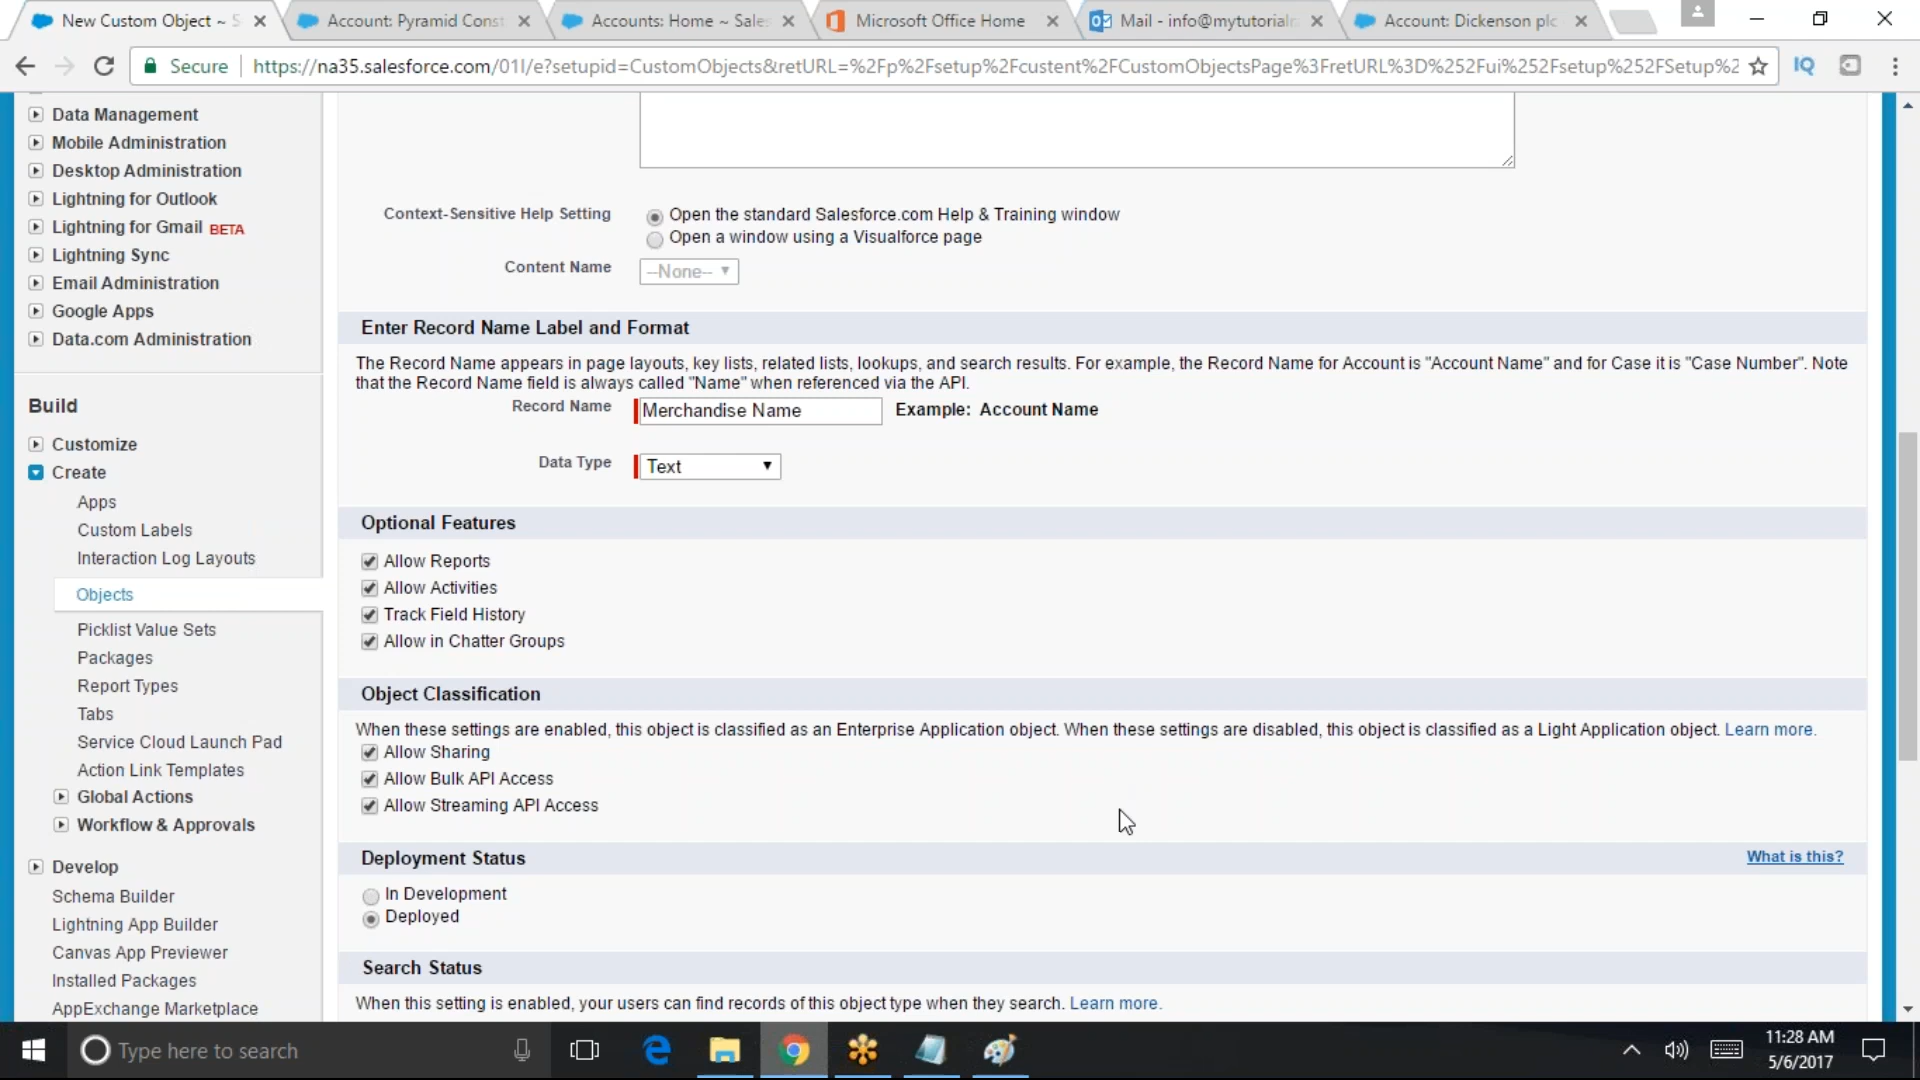 New Custom Object ~ S
Account: Pyramid Const
Accounts: Home ~ Sales
Microsoft Office Home
Mail - info@mytutorialr
Account: Dickenson plc
Secure
https://na35.salesforce.com/01I/e?setupid=CustomObjects&retURL=%2Fp%2Fsetup%2Fcustent%2FCustomObjectsPage%3FretURL%3D%252Fui%252Fsetup%252FSetup%2
IQ
Data Management
Mobile Administration
Desktop Administration
Lightning for Outlook
Lightning for Gmail BETA
Lightning Sync
Email Administration
Google Apps
Data.com Administration
Build
Customize
Create
Apps
Custom Labels
Interaction Log Layouts
Objects
Picklist Value Sets
Packages
Report Types
Tabs
Service Cloud Launch Pad
Action Link Templates
Global Actions
Workflow & Approvals
Develop
Schema Builder
Lightning App Builder
Canvas App Previewer
Installed Packages
AppExchange Marketplace
Context-Sensitive Help Setting
Open the standard Salesforce.com Help & Training window
Open a window using a Visualforce page
Content Name
--None--
Enter Record Name Label and Format
The Record Name appears in page layouts, key lists, related lists, lookups, and search results. For example, the Record Name for Account is "Account Name" and for Case it is "Case Number". Note
that the Record Name field is always called "Name" when referenced via the API.
Record Name
Merchandise Name
Example: Account Name
Data Type
Text
Optional Features
Allow Reports
Allow Activities
Track Field History
Allow in Chatter Groups
Object Classification
When these settings are enabled, this object is classified as an Enterprise Application object. When these settings are disabled, this object is classified as a Light Application object. Learn more.
Allow Sharing
Allow Bulk API Access
Allow Streaming API Access
Deployment Status
What is this?
In Development
Deployed
Search Status
When this setting is enabled, your users can find records of this object type when they search. Learn more.
Type here to search
11:28 AM
5/6/2017